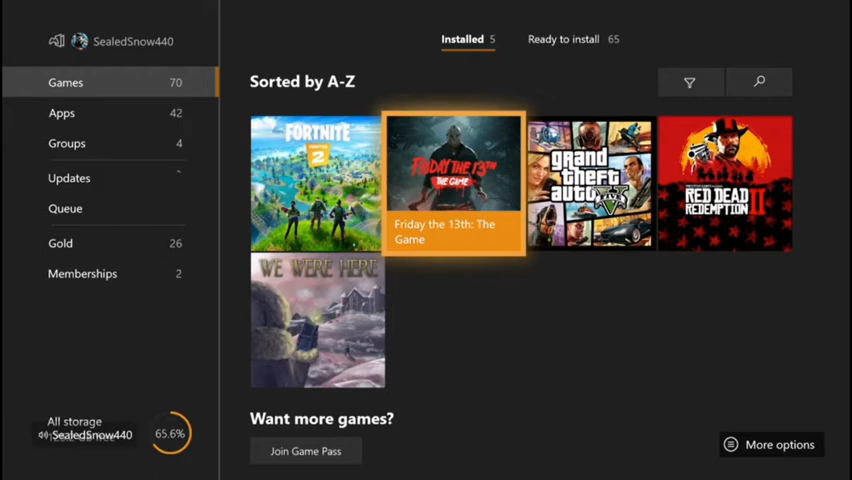 SealedSnow440
Games 70
Apps 42
Groups 4
Updates
Queue
Gold 26
Memberships 2
All storage
SealedSnow440
65.6%
Installed 5
Ready to install 65
Sorted by A-Z
FORTNITE
CHAPTER
2
FRIDAY THE 13TH
THE GAME
Friday the 13th: The
Game
grand
theft
auto V
RED DEAD
REDEMPTION II
WE WERE HERE
Want more games?
Join Game Pass
More options